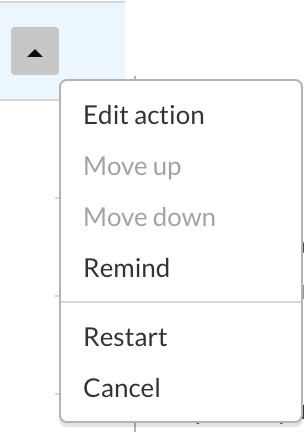 Edit action
Move up
Move down
Remind
Restart
Cancel